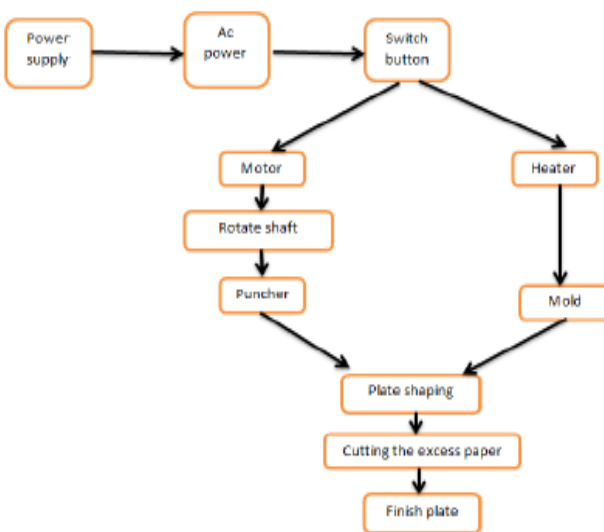 Power
supply
Ac
power
Switch
button
Motor
Heater
Rotate shaft
Puncher
Mold
Plate shaping
Cutting the excess paper
Finish plate